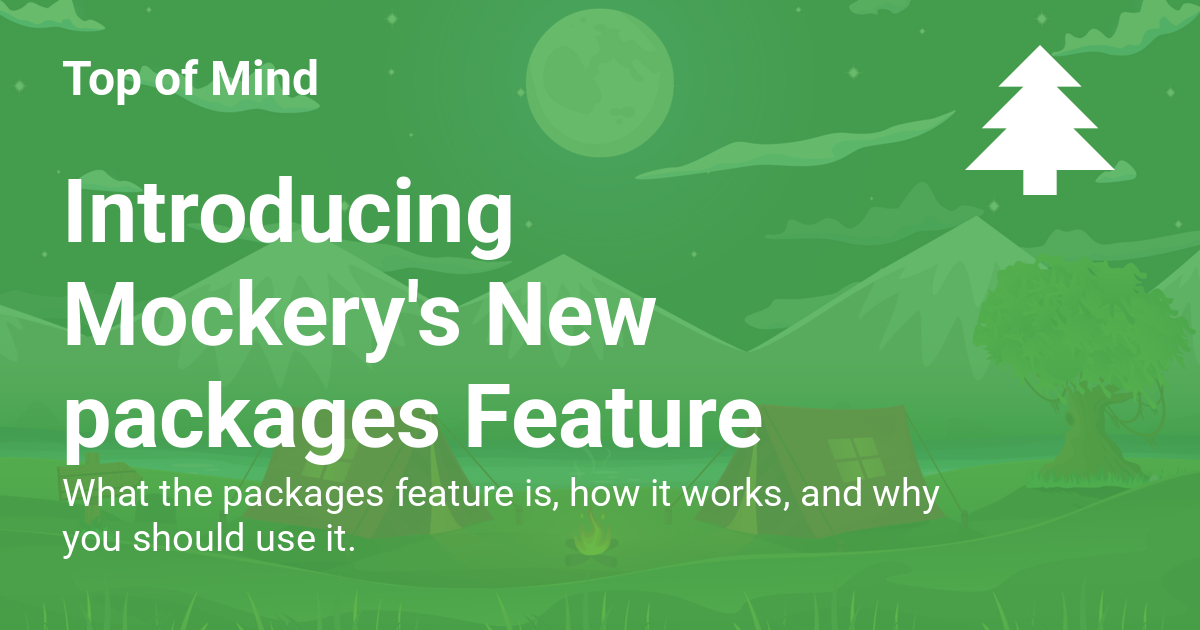 Top of Mind
Introducing
Mockery's New
packages Feature
What the packages feature is, how it works, and why
you should use it.